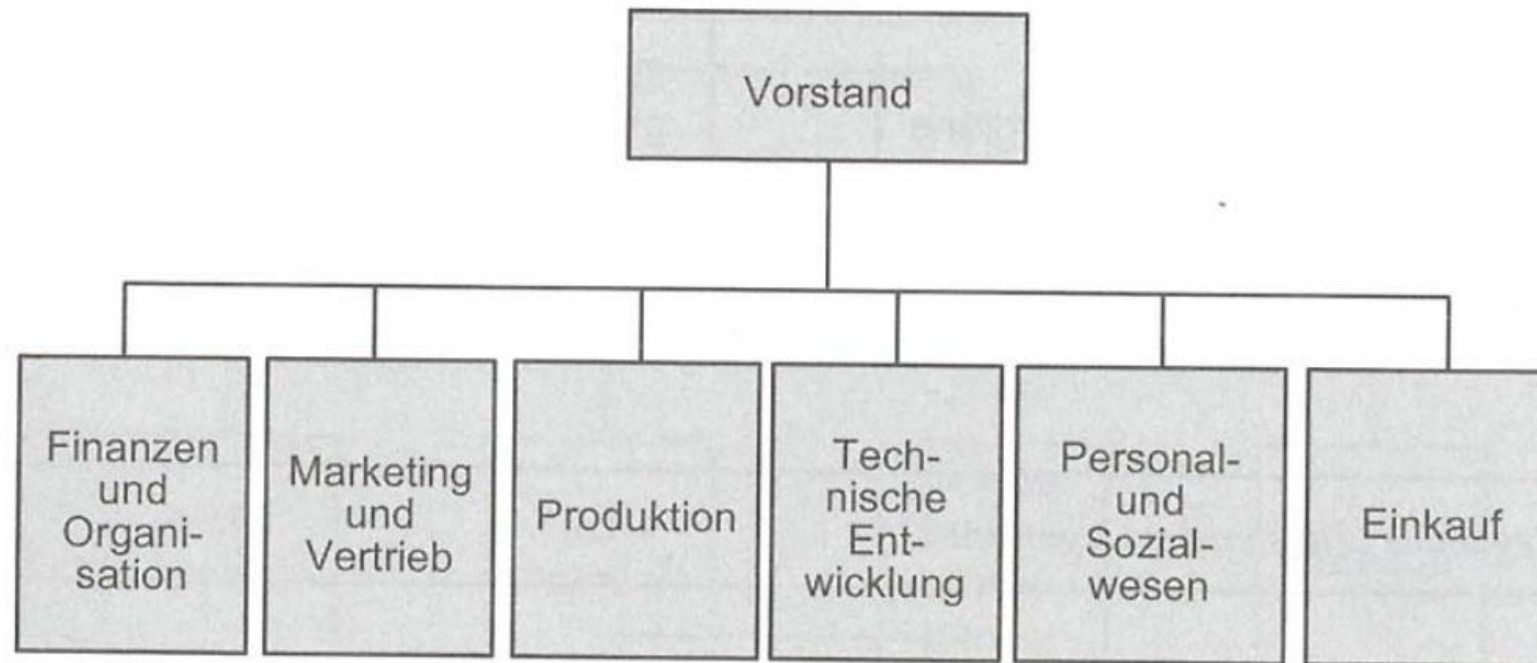 Vorstand
Finanzen
und
Organi-
sation
Marketing
und
Vertrieb
Produktion
Tech-
nische
Ent-
wicklung
Personal-
und
Sozial-
wesen
Einkauf